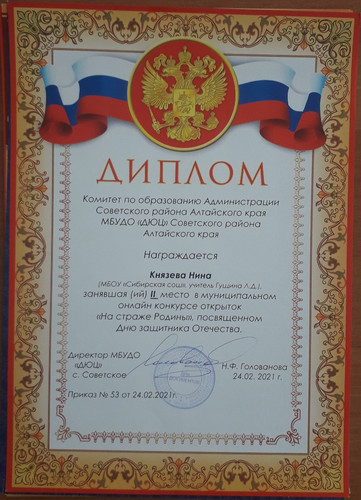 ДИПЛОМ
Комитет по образованию Администрации
Советского района Алтайского края
МБУДО «ДЮЦ» Советского района
Алтайского края
Награждается
Князева Нина
(МБОУ «Сибирская сош», учитель Гущина Л.Д.),
занявшая (ий) II место в муниципальном
онлайн конкурсе открыток
«На страже Родины», посвященном
Дню защитника Отечества.
Директор МБУДО
«ДЮЦ»
Н.Ф. Голованова
с. Советское
24.02. 2021 г.
Приказ № 53 от 24.02.2021г.